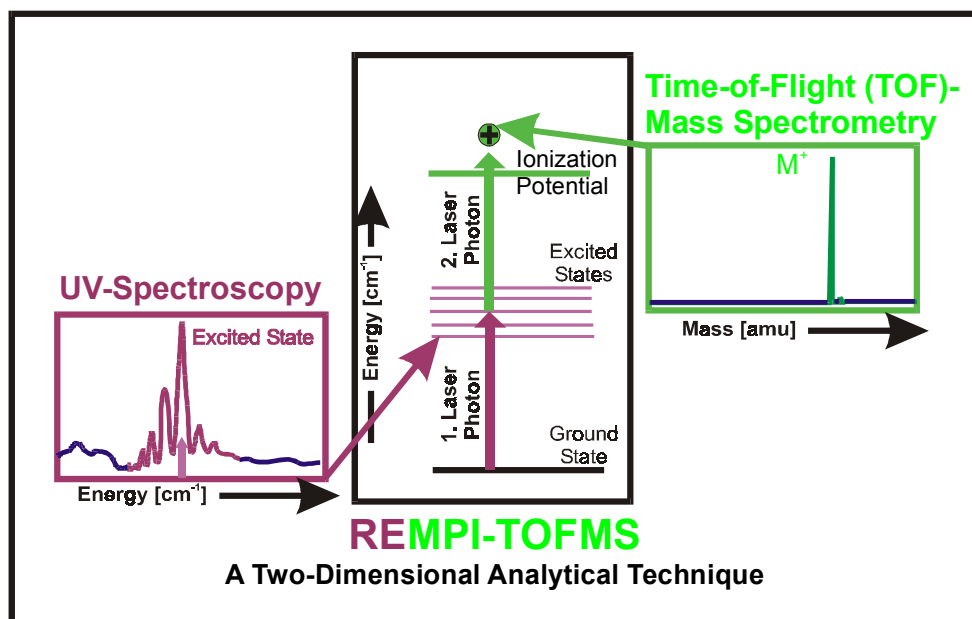 Time-of-Flight (TOF)-
Mass Spectrometry
M⁺
Mass [amu]
Ionization
Potential
2. Laser
Photon
Excited
States
Energy [cm⁻¹]
1. Laser
Photon
Ground
State
UV-Spectroscopy
Excited State
Energy [cm⁻¹]
REMPI-TOFMS
A Two-Dimensional Analytical Technique